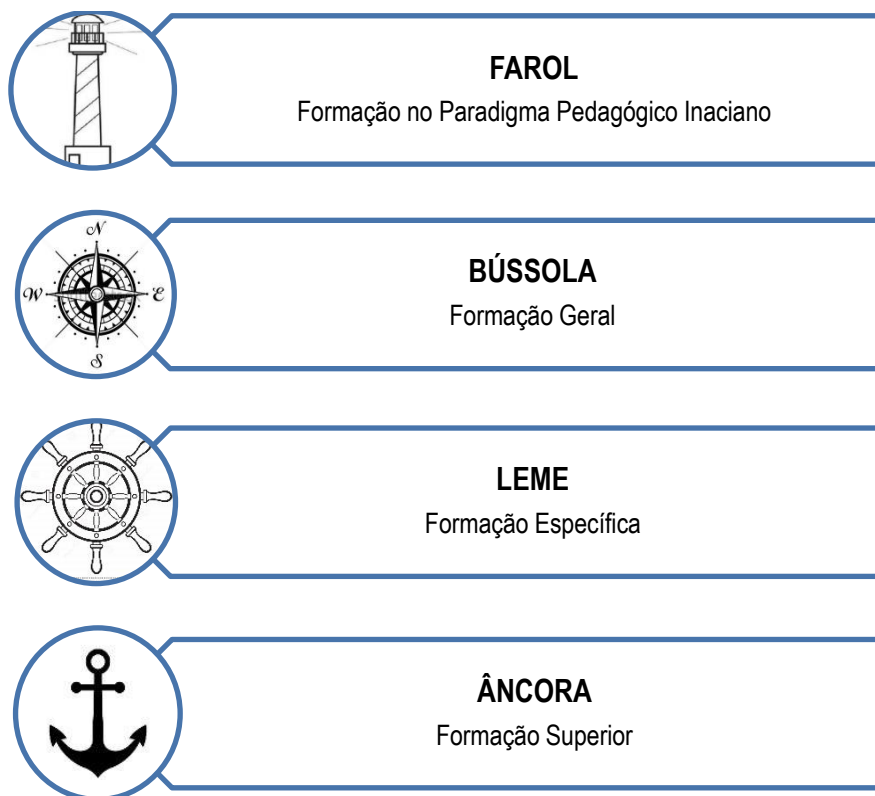 FAROL
Formação no Paradigma Pedagógico Inaciano
N
W
E
S
BÚSSOLA
Formação Geral
LEME
Formação Específica
ÂNCORA
Formação Superior